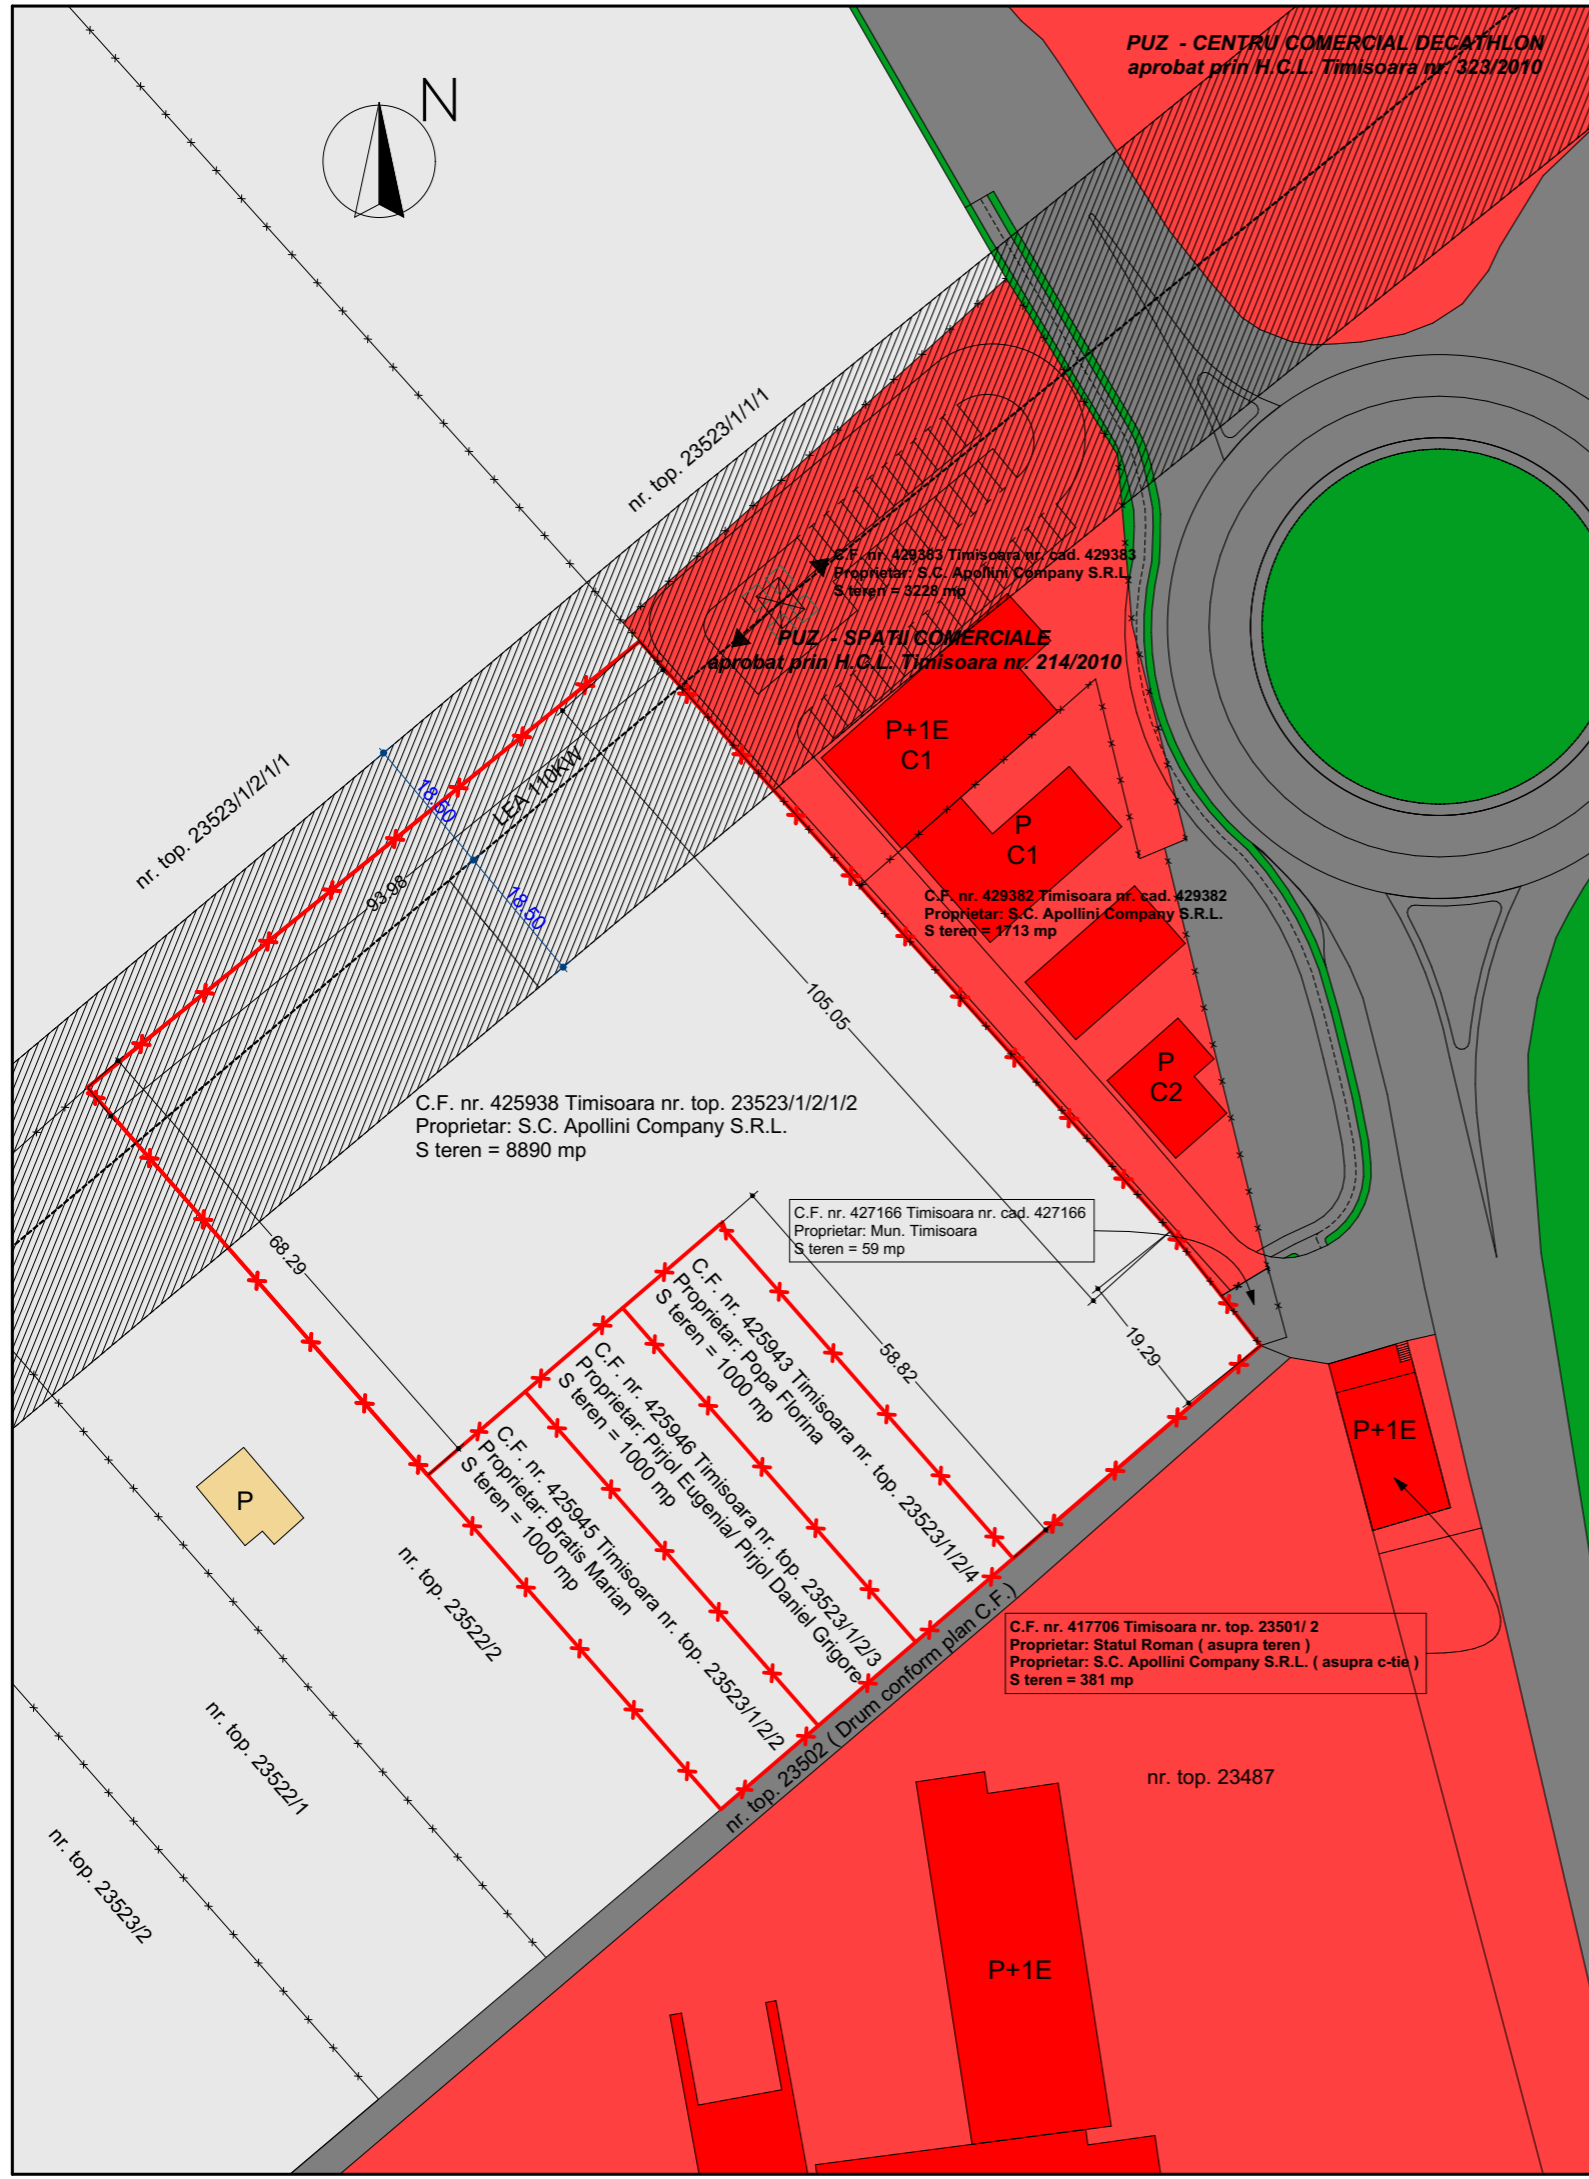 PUZ - CENTRU COMERCIAL DECATHLON
aprobat prin H.C.L. Timisoara nr. 323/2010
N
nr. top. 23523/1/1/1
C.F. nr. 429383 Timisoara nr. cad. 429383
Proprietar: S.C. Apollini Company S.R.L.
S teren = 3228 mp
PUZ - SPATII COMERCIALE
aprobat prin H.C.L. Timisoara nr. 214/2010
P+1E
C1
nr. top. 23523/1/2/1/1
18.50
LEA 110KW
93.98
18.50
P
C1
C.F. nr. 429382 Timisoara nr. cad. 429382
Proprietar: S.C. Apollini Company S.R.L.
S teren = 1713 mp
105.05
P
C2
C.F. nr. 425938 Timisoara nr. top. 23523/1/2/1/2
Proprietar: S.C. Apollini Company S.R.L.
S teren = 8890 mp
C.F. nr. 427166 Timisoara nr. cad. 427166
Proprietar: Mun. Timisoara
S teren = 59 mp
68.29
58.82
19.29
C.F. nr. 425943 Timisoara nr. top. 23523/1/2/4
Proprietar: Popa Florina
S teren = 1000 mp
C.F. nr. 425946 Timisoara nr. top. 23523/1/2/3
Proprietar: Pirjol Eugenia/ Pirjol Daniel Grigore
S teren = 1000 mp
C.F. nr. 425945 Timisoara nr. top. 23523/1/2/2
Proprietar: Bratis Marian
S teren = 1000 mp
P+1E
P
nr. top. 23522/2
nr. top. 23502 ( Drum conform plan C.F.)
C.F. nr. 417706 Timisoara nr. top. 23501/ 2
Proprietar: Statul Roman ( asupra teren )
Proprietar: S.C. Apollini Company S.R.L. ( asupra c-tie )
S teren = 381 mp
nr. top. 23522/1
nr. top. 23487
nr. top. 23523/2
P+1E